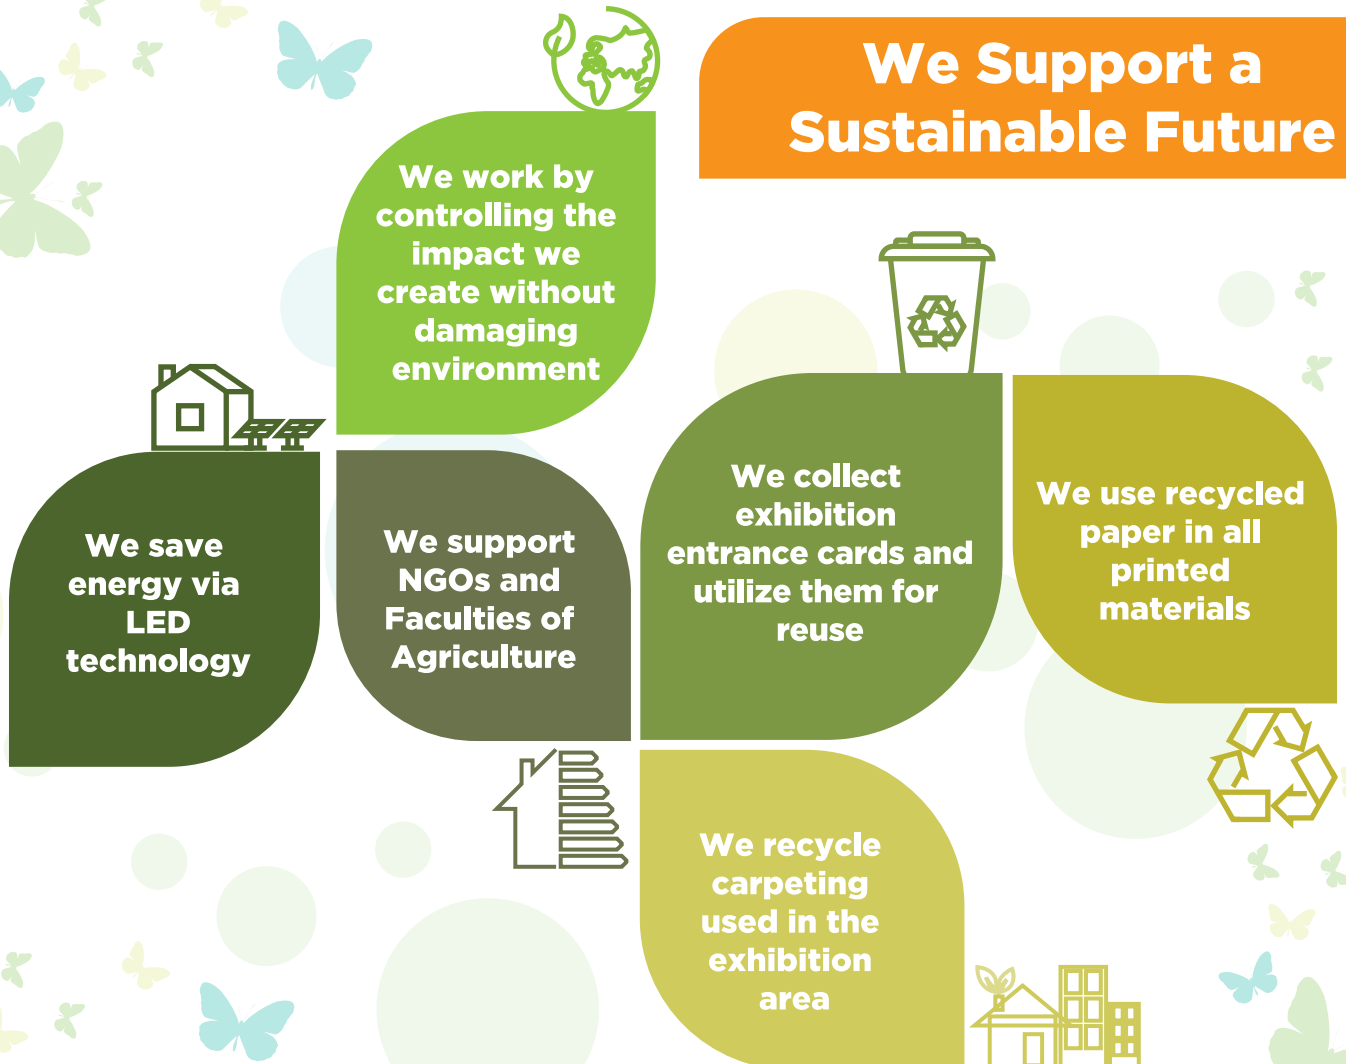 We Support a
Sustainable Future
We work by
controlling the
impact we
create without
damaging
environment
We save
energy via
LED
technology
We support
NGOs and
Faculties of
Agriculture
We collect
exhibition
entrance cards and
utilize them for
reuse
We use recycled
paper in all
printed
materials
We recycle
carpeting
used in the
exhibition
area